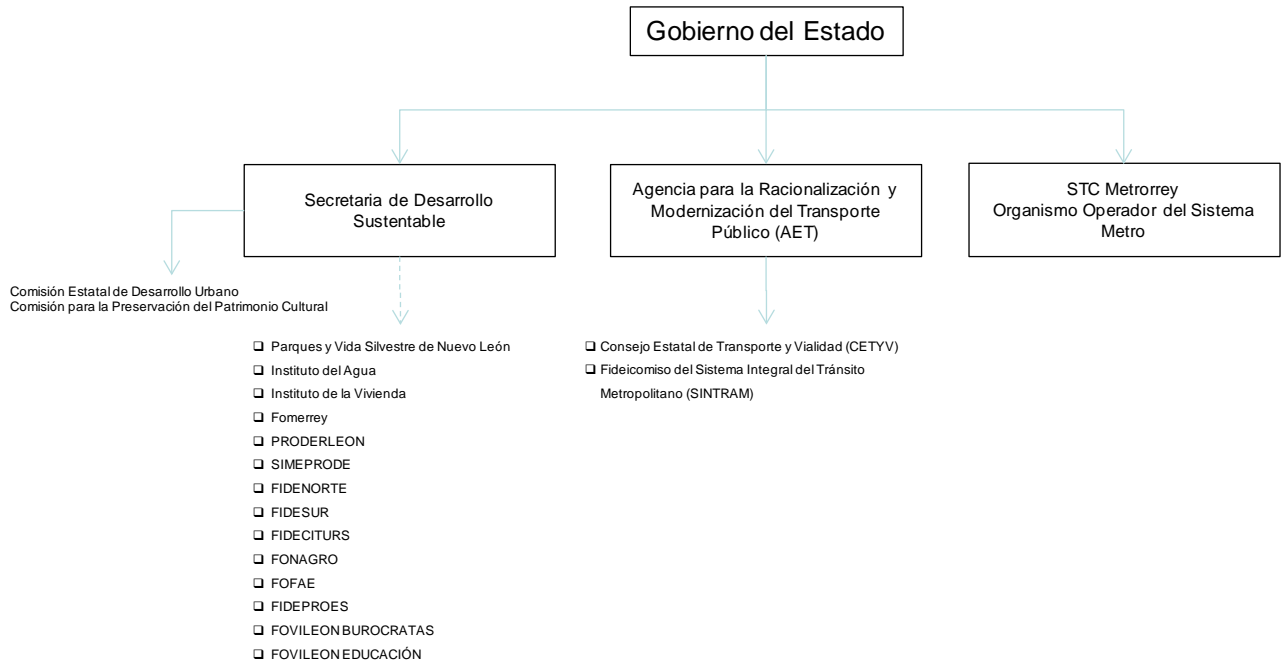 Gobierno del Estado
Secretaria de Desarrollo
Sustentable
Agencia para la Racionalización y
Modernización del Transporte
Público (AET)
STC Metrorrey
Organismo Operador del Sistema
Metro
Comisión Estatal de Desarrollo Urbano
Comisión para la Preservación del Patrimonio Cultural
❑ Parques y Vida Silvestre de Nuevo León
❑ Instituto del Agua
❑ Instituto de la Vivienda
❑ Fomerrey
❑ PRODERLEON
❑ SIMEPRODE
❑ FIDENORTE
❑ FIDESUR
❑ FIDECITURS
❑ FONAGRO
❑ FOFAE
❑ FIDEPROES
❑ FOVILEON BUROCRATAS
❑ FOVILEON EDUCACIÓN
❑ Consejo Estatal de Transporte y Vialidad (CETYV)
❑ Fideicomiso del Sistema Integral del Tránsito
Metropolitano (SINTRAM)